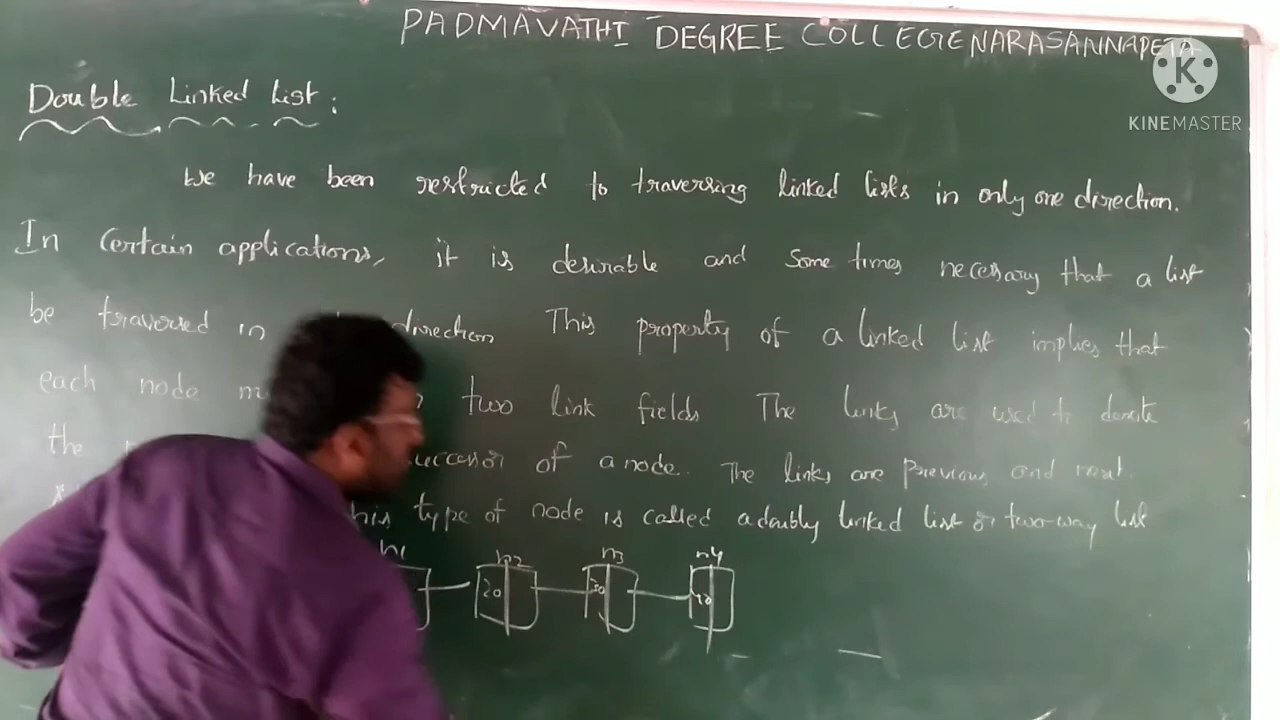 PADMAVATHI DEGREE COLLEGE NARASANNAPETA
K
KINEMASTER
Double Linked List:
We have been restricted to traversing linked lists in only one direction.
In Certain applications, it is desirable and Some times necessary that a list
be traversed in direction This property of a linked list implies that
each node two link fields The links are used to denote
the of a node. The links are Previous and next.
type of node is called a doubly linked list or two-way list
n1 n2 n3 n4
20 30 40